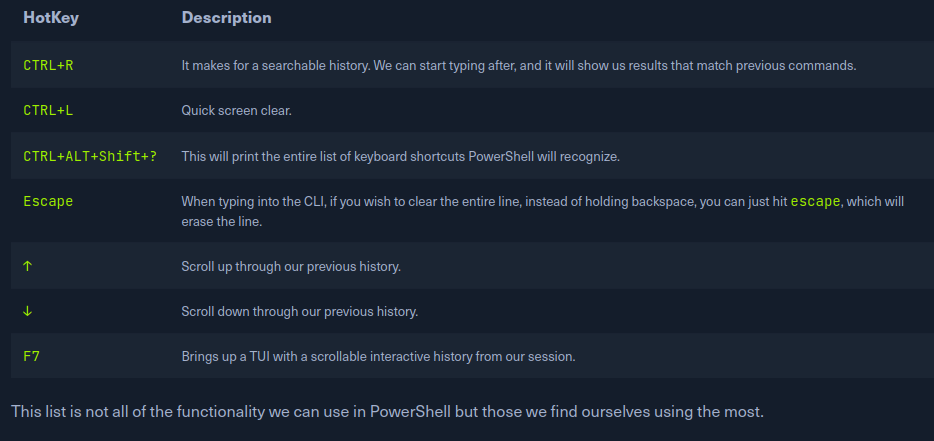 HotKey Description
CTRL+R It makes for a searchable history. We can start typing after, and it will show us results that match previous commands.
CTRL+L Quick screen clear.
CTRL+ALT+Shift+? This will print the entire list of keyboard shortcuts PowerShell will recognize.
Escape When typing into the CLI, if you wish to clear the entire line, instead of holding backspace, you can just hit escape, which will
erase the line.
↑ Scroll up through our previous history.
↓ Scroll down through our previous history.
F7 Brings up a TUI with a scrollable interactive history from our session.
This list is not all of the functionality we can use in PowerShell but those we find ourselves using the most.